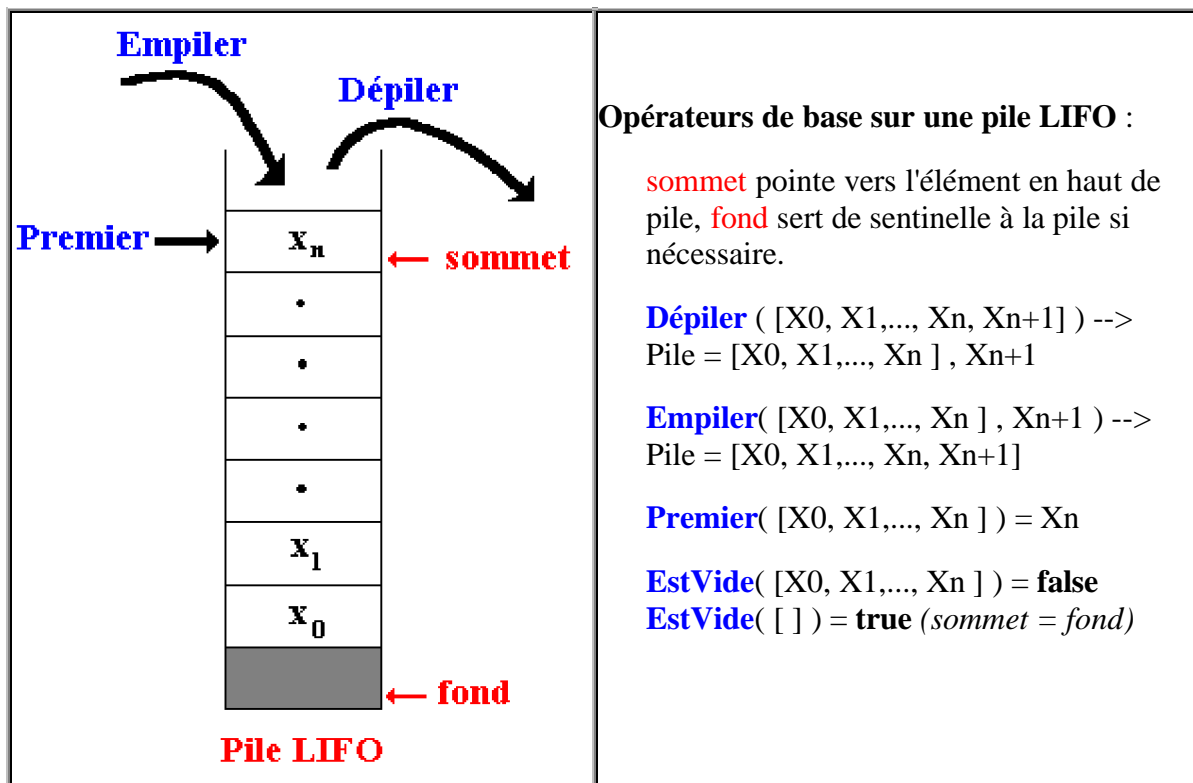 Empiler
Dépiler
Premier
xn
sommet
x1
x0
fond
Pile LIFO
Opérateurs de base sur une pile LIFO :
sommet pointe vers l'élément en haut de
pile, fond sert de sentinelle à la pile si
nécessaire.
Dépiler ( [X0, X1,..., Xn, Xn+1] ) -->
Pile = [X0, X1,..., Xn ] , Xn+1
Empiler( [X0, X1,..., Xn ] , Xn+1 ) -->
Pile = [X0, X1,..., Xn, Xn+1]
Premier( [X0, X1,..., Xn ] ) = Xn
EstVide( [X0, X1,..., Xn ] ) = false
EstVide( [ ] ) = true (sommet = fond)